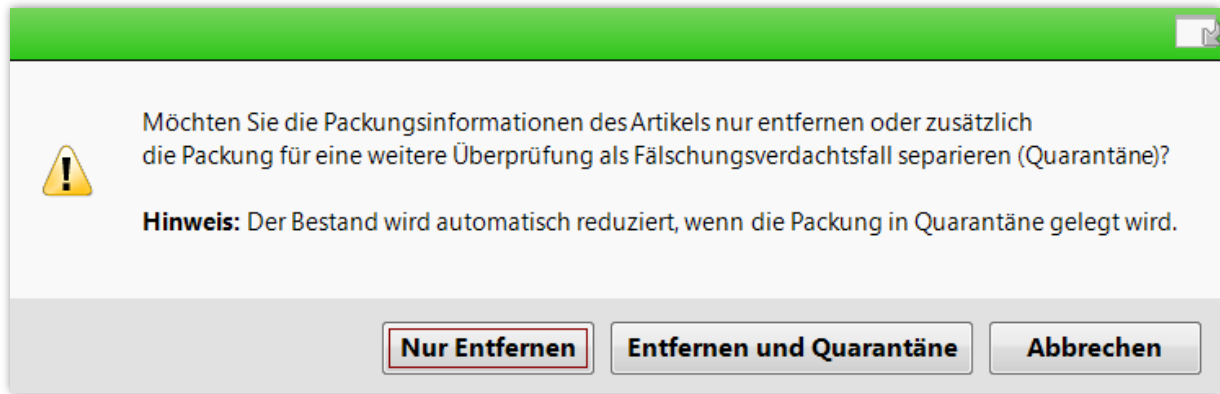 Möchten Sie die Packungsinformationen des Artikels nur entfernen oder zusätzlich
die Packung für eine weitere Überprüfung als Fälschungsverdachtsfall separieren (Quarantäne)?
Hinweis: Der Bestand wird automatisch reduziert, wenn die Packung in Quarantäne gelegt wird.
Nur Entfernen Entfernen und Quarantäne Abbrechen